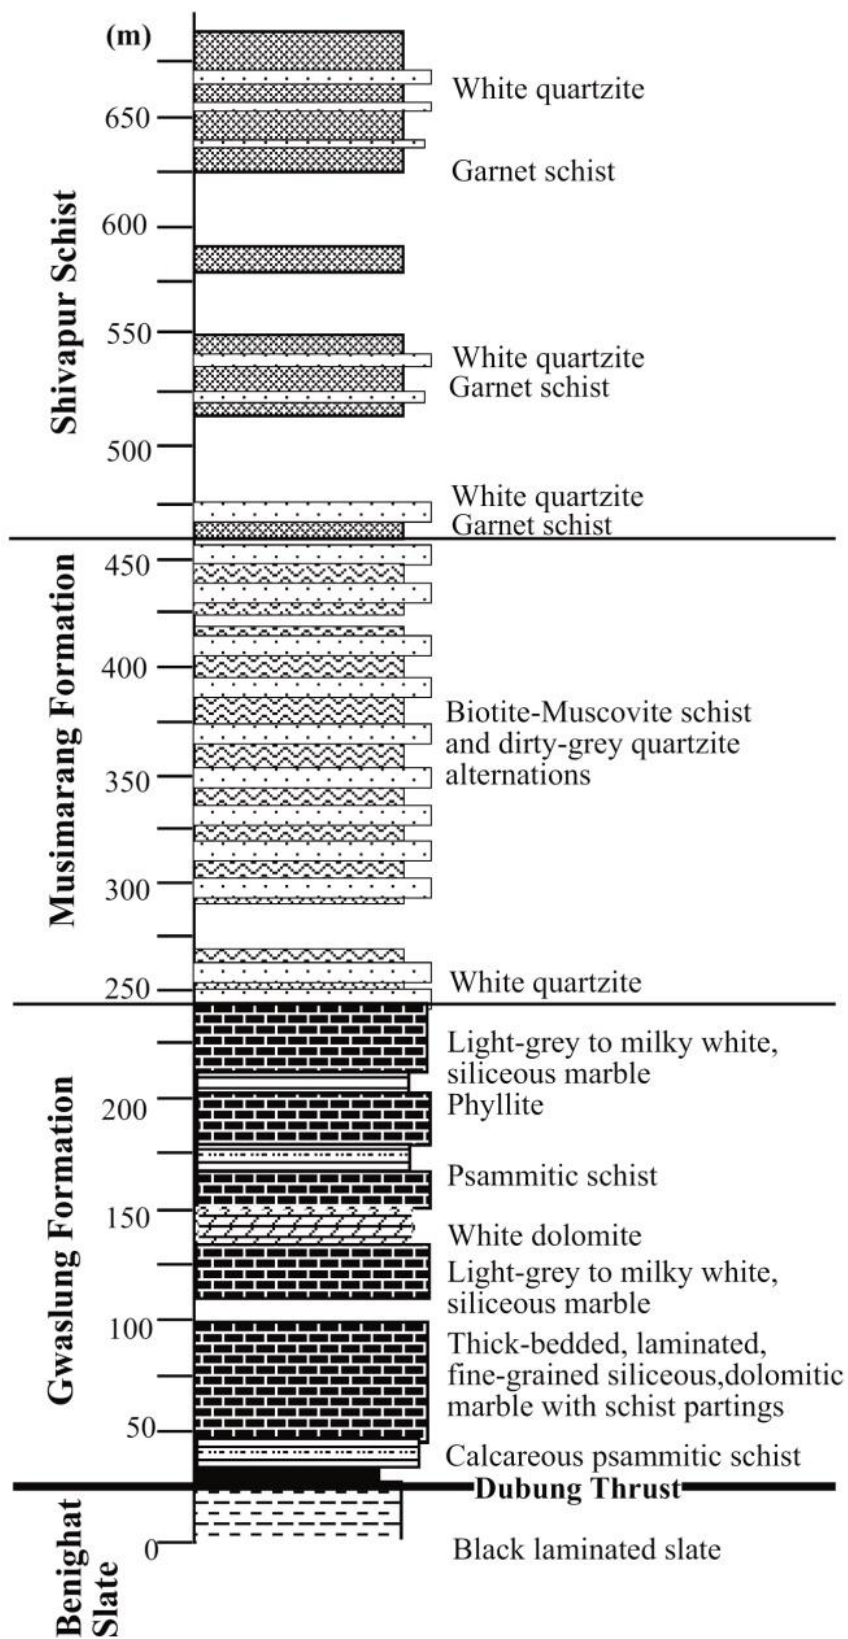 (m)
White quartzite
650
Garnet schist
600
Shivapur Schist
550
White quartzite
Garnet schist
500
White quartzite
Garnet schist
450
Musimarang Formation
400
Biotite-Muscovite schist
and dirty-grey quartzite
alternations
350
300
250
White quartzite
Light-grey to milky white,
siliceous marble
Phyllite
200
Gwaslung Formation
Psammitic schist
150
White dolomite
Light-grey to milky white,
siliceous marble
100
Thick-bedded, laminated,
fine-grained siliceous,dolomitic
marble with schist partings
50
Calcareous psammitic schist
Dubung Thrust
0
Black laminated slate
Benighat
Slate